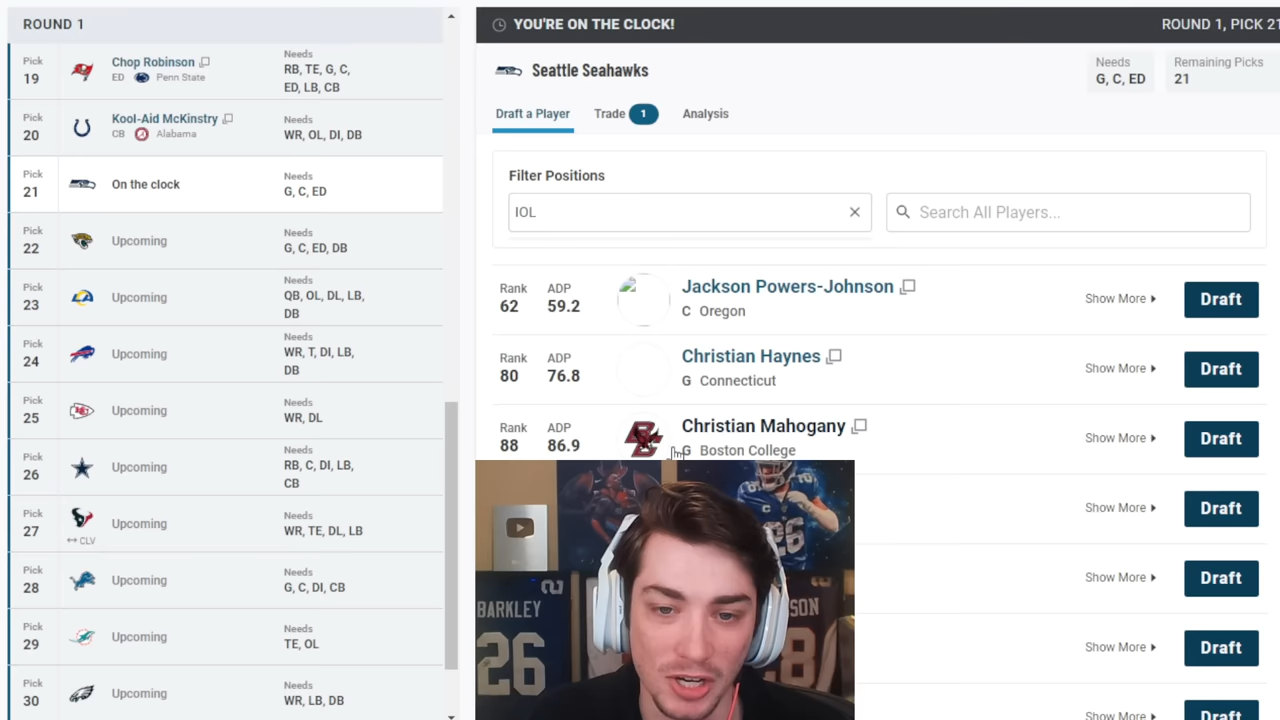 ROUND 1
Pick 19
Chop Robinson
ED Penn State
Needs
RB, TE, G, C,
ED, LB, CB
Pick 20
Kool-Aid McKinstry
CB Alabama
Needs
WR, OL, DI, DB
Pick 21
On the clock
Needs
G, C, ED
Pick 22
Upcoming
Needs
G, C, ED, DB
Pick 23
Upcoming
Needs
QB, OL, DL, LB,
DB
Pick 24
Upcoming
Needs
WR, T, DI, LB,
DB
Pick 25
Upcoming
Needs
WR, DL
Pick 26
Upcoming
Needs
RB, C, DI, LB,
CB
Pick 27
CLV
Upcoming
Needs
WR, TE, DL, LB
Pick 28
Upcoming
Needs
G, C, DI, CB
Pick 29
Upcoming
Needs
TE, OL
Pick 30
Upcoming
Needs
WR, LB, DB
YOU'RE ON THE CLOCK!
ROUND 1, PICK 21
Seattle Seahawks
Needs
G, C, ED
Remaining Picks
21
Draft a Player
Trade 1
Analysis
Filter Positions
IOL
Search All Players...
Rank 62
ADP 59.2
Jackson Powers-Johnson
C Oregon
Show More
Draft
Rank 80
ADP 76.8
Christian Haynes
G Connecticut
Show More
Draft
Rank 88
ADP 86.9
Christian Mahogany
G Boston College
Show More
Draft
Show More
Draft
Show More
Draft
Show More
Draft
Show More
Draft
BARKLEY
26
26
SON